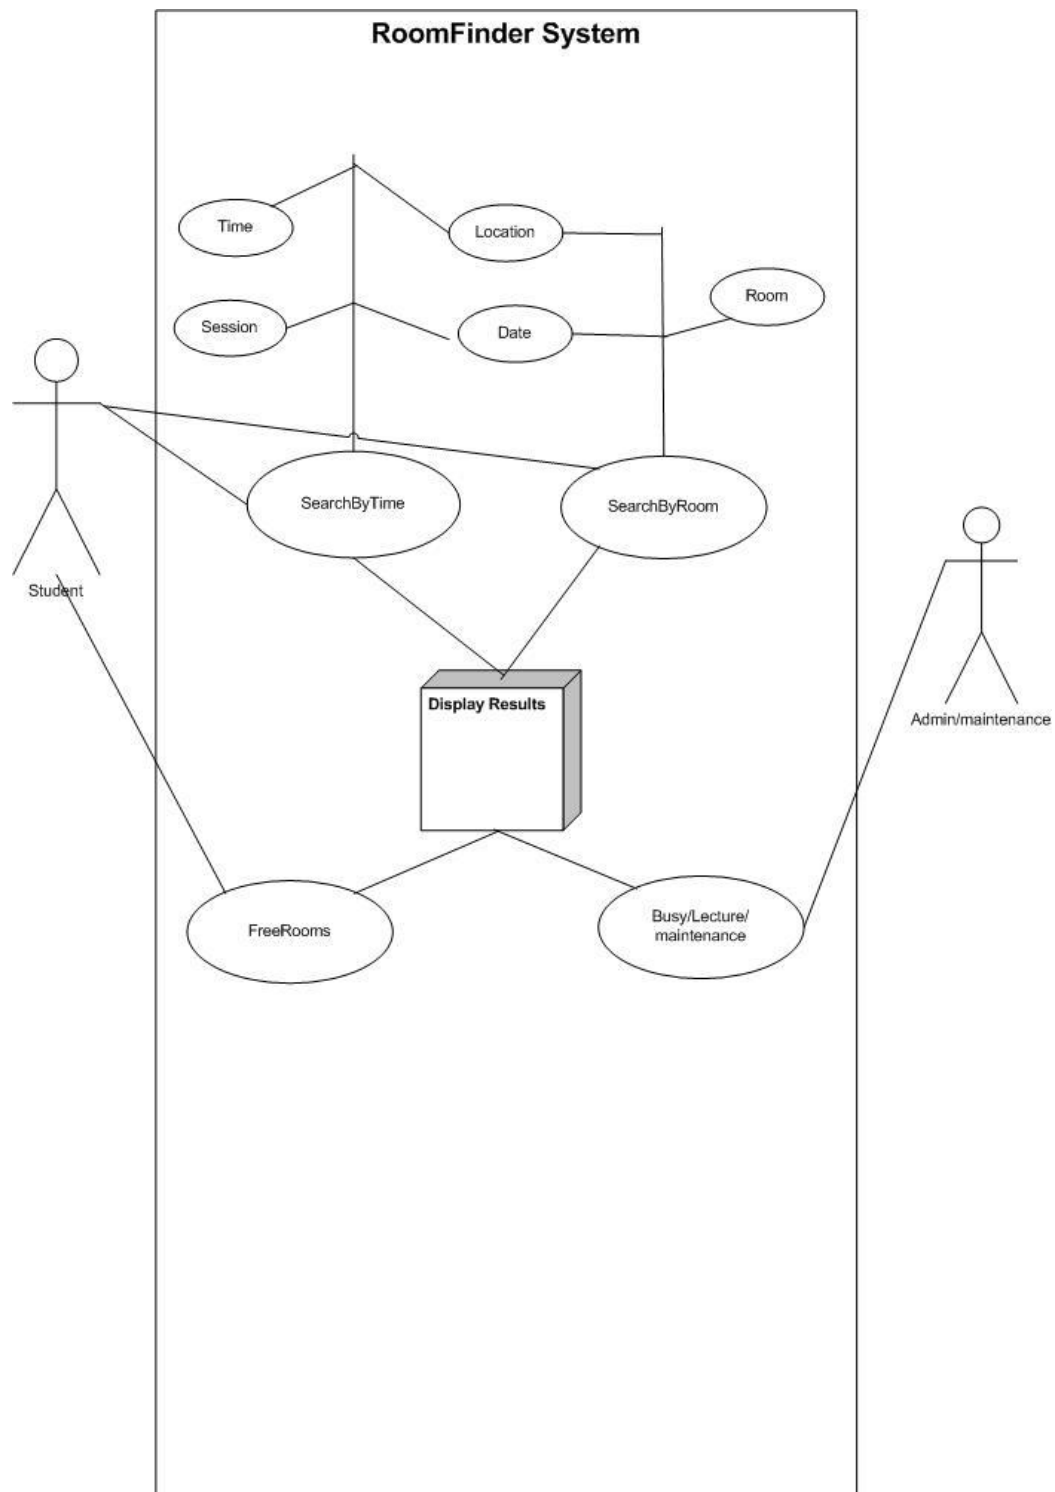 RoomFinder System
Time
Location
Room
Session
Date
SearchByTime
SearchByRoom
Student
Display Results
Admin/maintenance
FreeRooms
Busy/Lecture/
maintenance